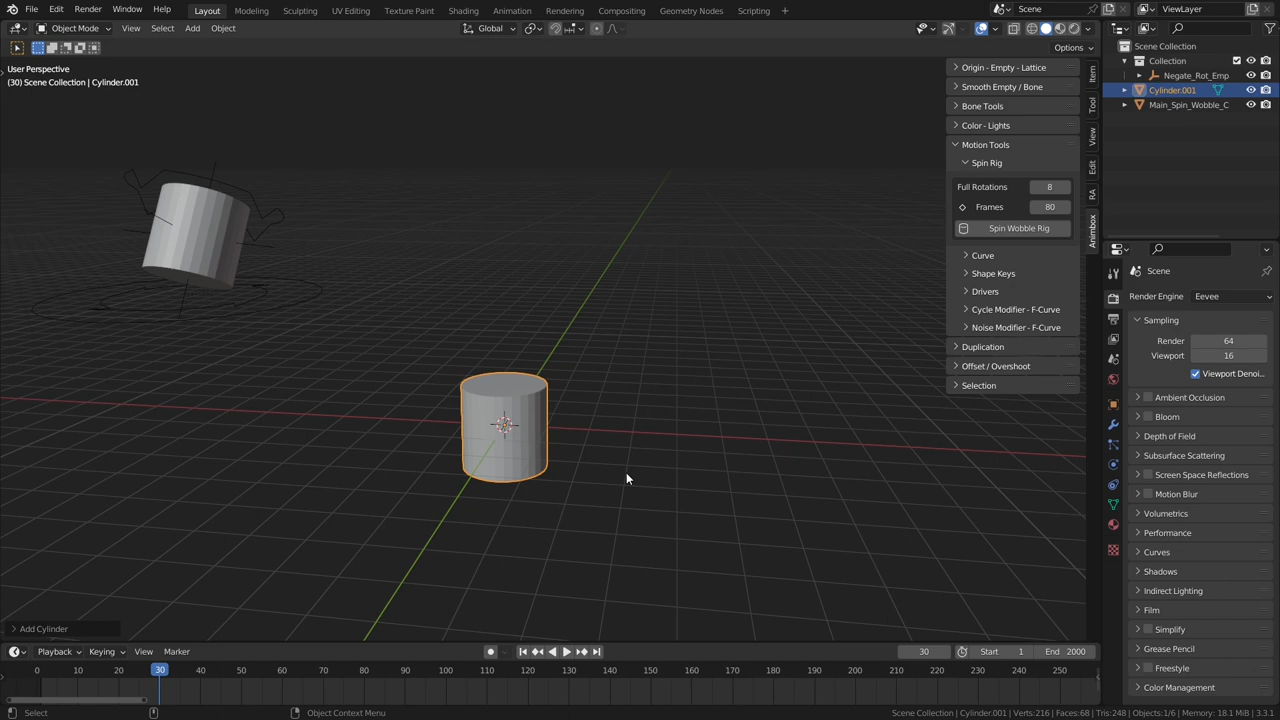 File Edit Render Window Help Layout Modeling Sculpting UV Editing Texture Paint Shading Animation Rendering Compositing Geometry Nodes Scripting Scene ViewLayer
Object Mode View Select Add Object Global
Options
User Perspective
(30) Scene Collection | Cylinder.001
Origin - Empty - Lattice
Smooth Empty / Bone
Bone Tools
Color - Lights
Motion Tools
Spin Rig
Full Rotations 8
Frames 80
Spin Wobble Rig
Curve
Shape Keys
Drivers
Cycle Modifier - F-Curve
Noise Modifier - F-Curve
Duplication
Offset / Overshoot
Selection
Item
Tool
View
Edit
RA
Animbox
Scene Collection
Collection
Negate_Rot_Emp
Cylinder.001
Main_Spin_Wobble_C
Scene
Render Engine Eevee
Sampling
Render 64
Viewport 16
Viewport Denoi...
Ambient Occlusion
Bloom
Depth of Field
Subsurface Scattering
Screen Space Reflections
Motion Blur
Volumetrics
Performance
Curves
Shadows
Indirect Lighting
Film
Simplify
Grease Pencil
Freestyle
Color Management
Add Cylinder
Playback Keying View Marker 30 Start 1 End 2000
0 30 40 50 60 70 80 90 100 110 120 130 140 150 160 170 180 190 200 210 220 230 240 250
Select Object Context Menu Scene Collection | Cylinder.001 | Verts:216 | Faces:68 | Tris:248 | Objects:1/6 | Memory: 18.1 MiB | 3.3.1